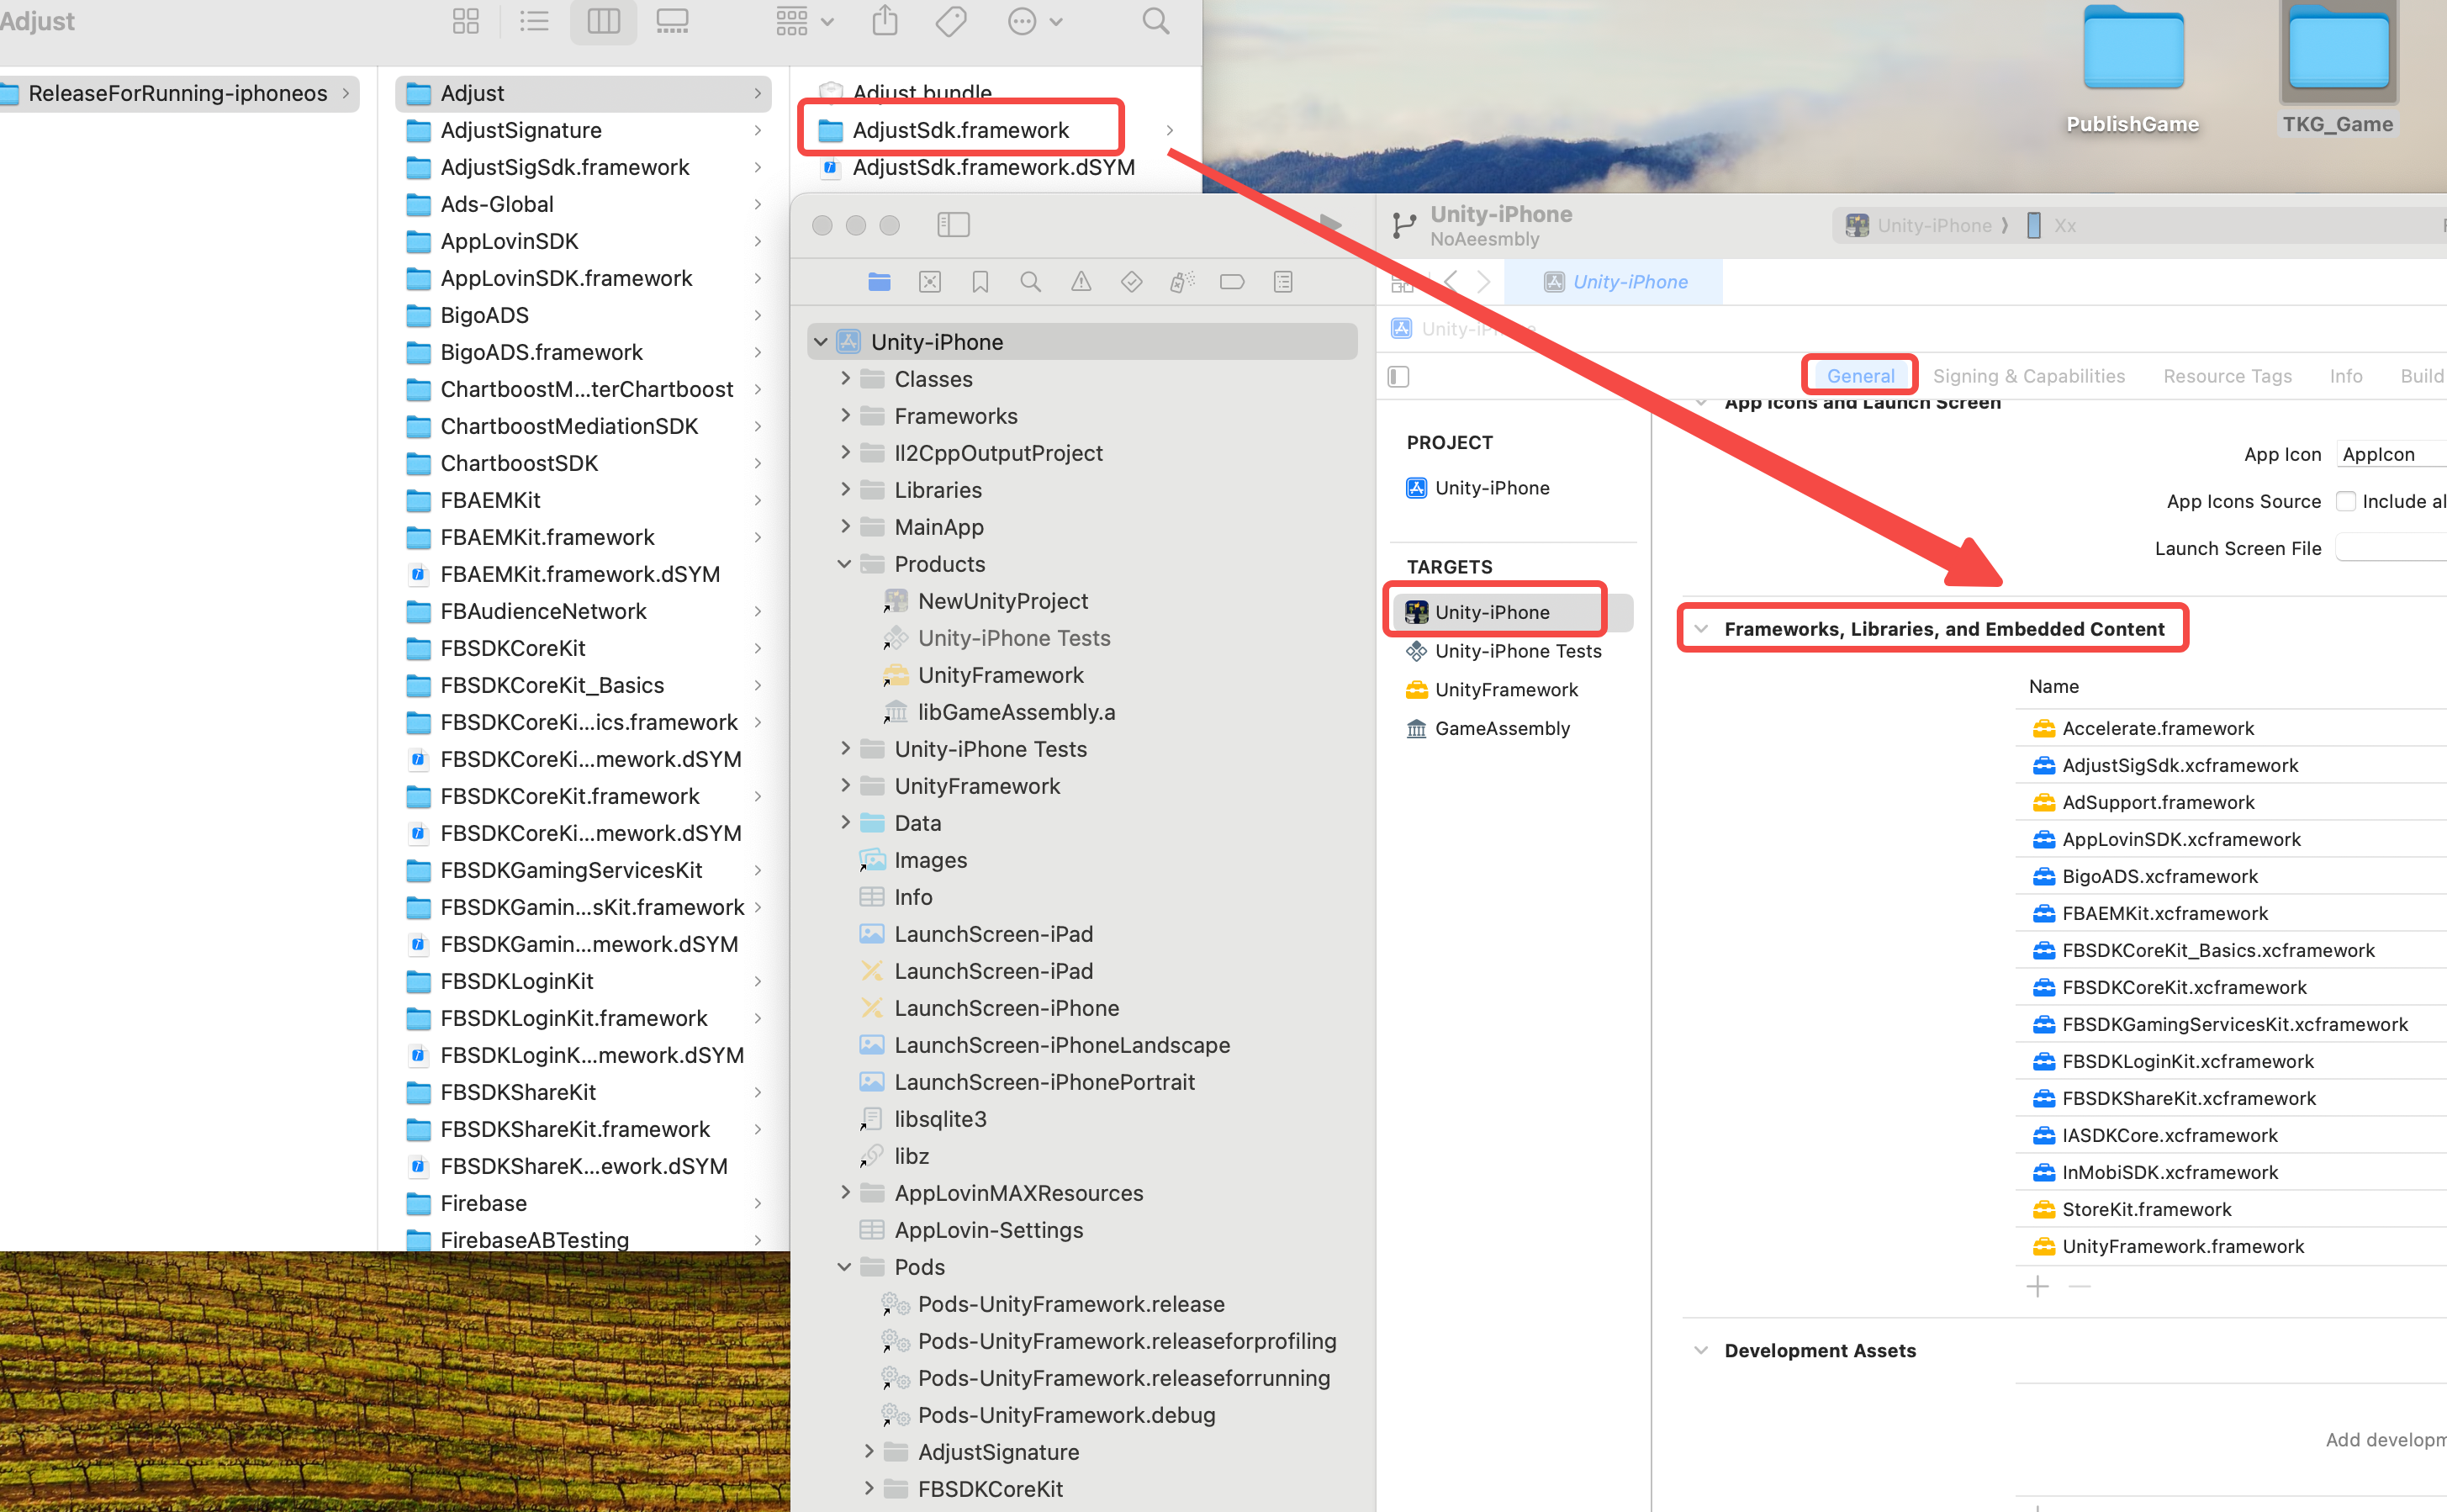 Adjust
ReleaseForRunning-iphoneos
Adjust
AdjustSignature
AdjustSigSdk.framework
Ads-Global
AppLovinSDK
AppLovinSDK.framework
BigoADS
BigoADS.framework
ChartboostM...terChartboost
ChartboostMediationSDK
ChartboostSDK
FBAEMKit
FBAEMKit.framework
FBAEMKit.framework.dSYM
FBAudienceNetwork
FBSDKCoreKit
FBSDKCoreKit_Basics
FBSDKCoreKi...ics.framework
FBSDKCoreKi...mework.dSYM
FBSDKCoreKit.framework
FBSDKCoreKi...mework.dSYM
FBSDKGamingServicesKit
FBSDKGamin...sKit.framework
FBSDKGamin...mework.dSYM
FBSDKLoginKit
FBSDKLoginKit.framework
FBSDKLoginK...mework.dSYM
FBSDKShareKit
FBSDKShareKit.framework
FBSDKShareK...ework.dSYM
Firebase
FirebaseABTesting
Adjust.bundle
AdjustSdk.framework
AdjustSdk.framework.dSYM
PublishGame
TKG_Game
Unity-iPhone
NoAeesmbly
Unity-iPhone
Xx
Unity-iPhone
Unity-iPhone
Unity-iPhone
Classes
Frameworks
Il2CppOutputProject
Libraries
MainApp
Products
NewUnityProject
Unity-iPhone Tests
UnityFramework
libGameAssembly.a
Unity-iPhone Tests
UnityFramework
Data
Images
Info
LaunchScreen-iPad
LaunchScreen-iPad
LaunchScreen-iPhone
LaunchScreen-iPhoneLandscape
LaunchScreen-iPhonePortrait
libsqlite3
libz
AppLovinMAXResources
AppLovin-Settings
Pods
Pods-UnityFramework.release
Pods-UnityFramework.releaseforprofiling
Pods-UnityFramework.releaseforrunning
Pods-UnityFramework.debug
AdjustSignature
FBSDKCoreKit
General
Signing & Capabilities
Resource Tags
Info
Build
PROJECT
Unity-iPhone
TARGETS
Unity-iPhone
Unity-iPhone Tests
UnityFramework
GameAssembly
App Icons and Launch Screen
App Icon
AppIcon
App Icons Source
Include al
Launch Screen File
Frameworks, Libraries, and Embedded Content
Name
Accelerate.framework
AdjustSigSdk.xcframework
AdSupport.framework
AppLovinSDK.xcframework
BigoADS.xcframework
FBAEMKit.xcframework
FBSDKCoreKit_Basics.xcframework
FBSDKCoreKit.xcframework
FBSDKGamingServicesKit.xcframework
FBSDKLoginKit.xcframework
FBSDKShareKit.xcframework
IASDKCore.xcframework
InMobiSDK.xcframework
StoreKit.framework
UnityFramework.framework
Development Assets
Add developm